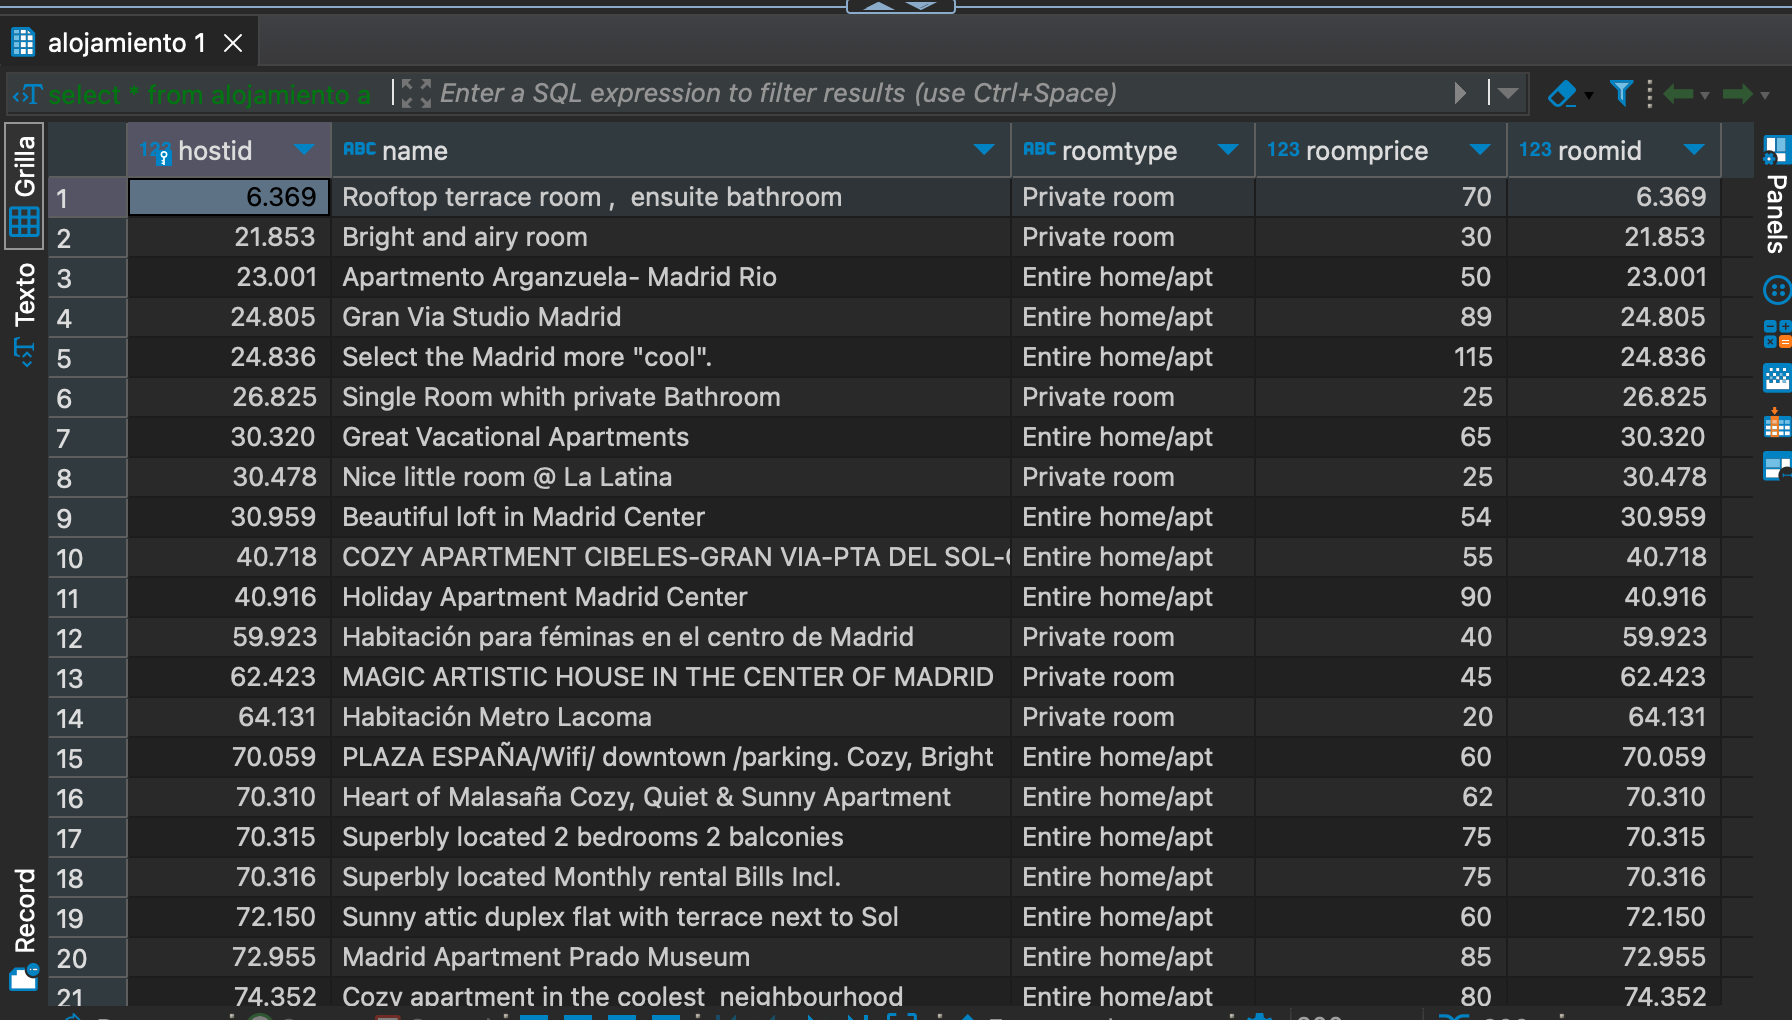 alojamiento 1
select * from alojamiento a Enter a SQL expression to filter results (use Ctrl+Space)
Grilla
Texto
Record
Panels
123 hostid ABC name ABC roomtype 123 roomprice 123 roomid
1 6.369 Rooftop terrace room , ensuite bathroom Private room 70 6.369
2 21.853 Bright and airy room Private room 30 21.853
3 23.001 Apartmento Arganzuela- Madrid Rio Entire home/apt 50 23.001
4 24.805 Gran Via Studio Madrid Entire home/apt 89 24.805
5 24.836 Select the Madrid more "cool". Entire home/apt 115 24.836
6 26.825 Single Room whith private Bathroom Private room 25 26.825
7 30.320 Great Vacational Apartments Entire home/apt 65 30.320
8 30.478 Nice little room @ La Latina Private room 25 30.478
9 30.959 Beautiful loft in Madrid Center Entire home/apt 54 30.959
10 40.718 COZY APARTMENT CIBELES-GRAN VIA-PTA DEL SOL- Entire home/apt 55 40.718
11 40.916 Holiday Apartment Madrid Center Entire home/apt 90 40.916
12 59.923 Habitación para féminas en el centro de Madrid Private room 40 59.923
13 62.423 MAGIC ARTISTIC HOUSE IN THE CENTER OF MADRID Private room 45 62.423
14 64.131 Habitación Metro Lacoma Private room 20 64.131
15 70.059 PLAZA ESPAÑA/Wifi/ downtown /parking. Cozy, Bright Entire home/apt 60 70.059
16 70.310 Heart of Malasaña Cozy, Quiet & Sunny Apartment Entire home/apt 62 70.310
17 70.315 Superbly located 2 bedrooms 2 balconies Entire home/apt 75 70.315
18 70.316 Superbly located Monthly rental Bills Incl. Entire home/apt 75 70.316
19 72.150 Sunny attic duplex flat with terrace next to Sol Entire home/apt 60 72.150
20 72.955 Madrid Apartment Prado Museum Entire home/apt 85 72.955
21 74.352 Cozy apartment in the coolest neighbourhood Entire home/apt 80 74.352